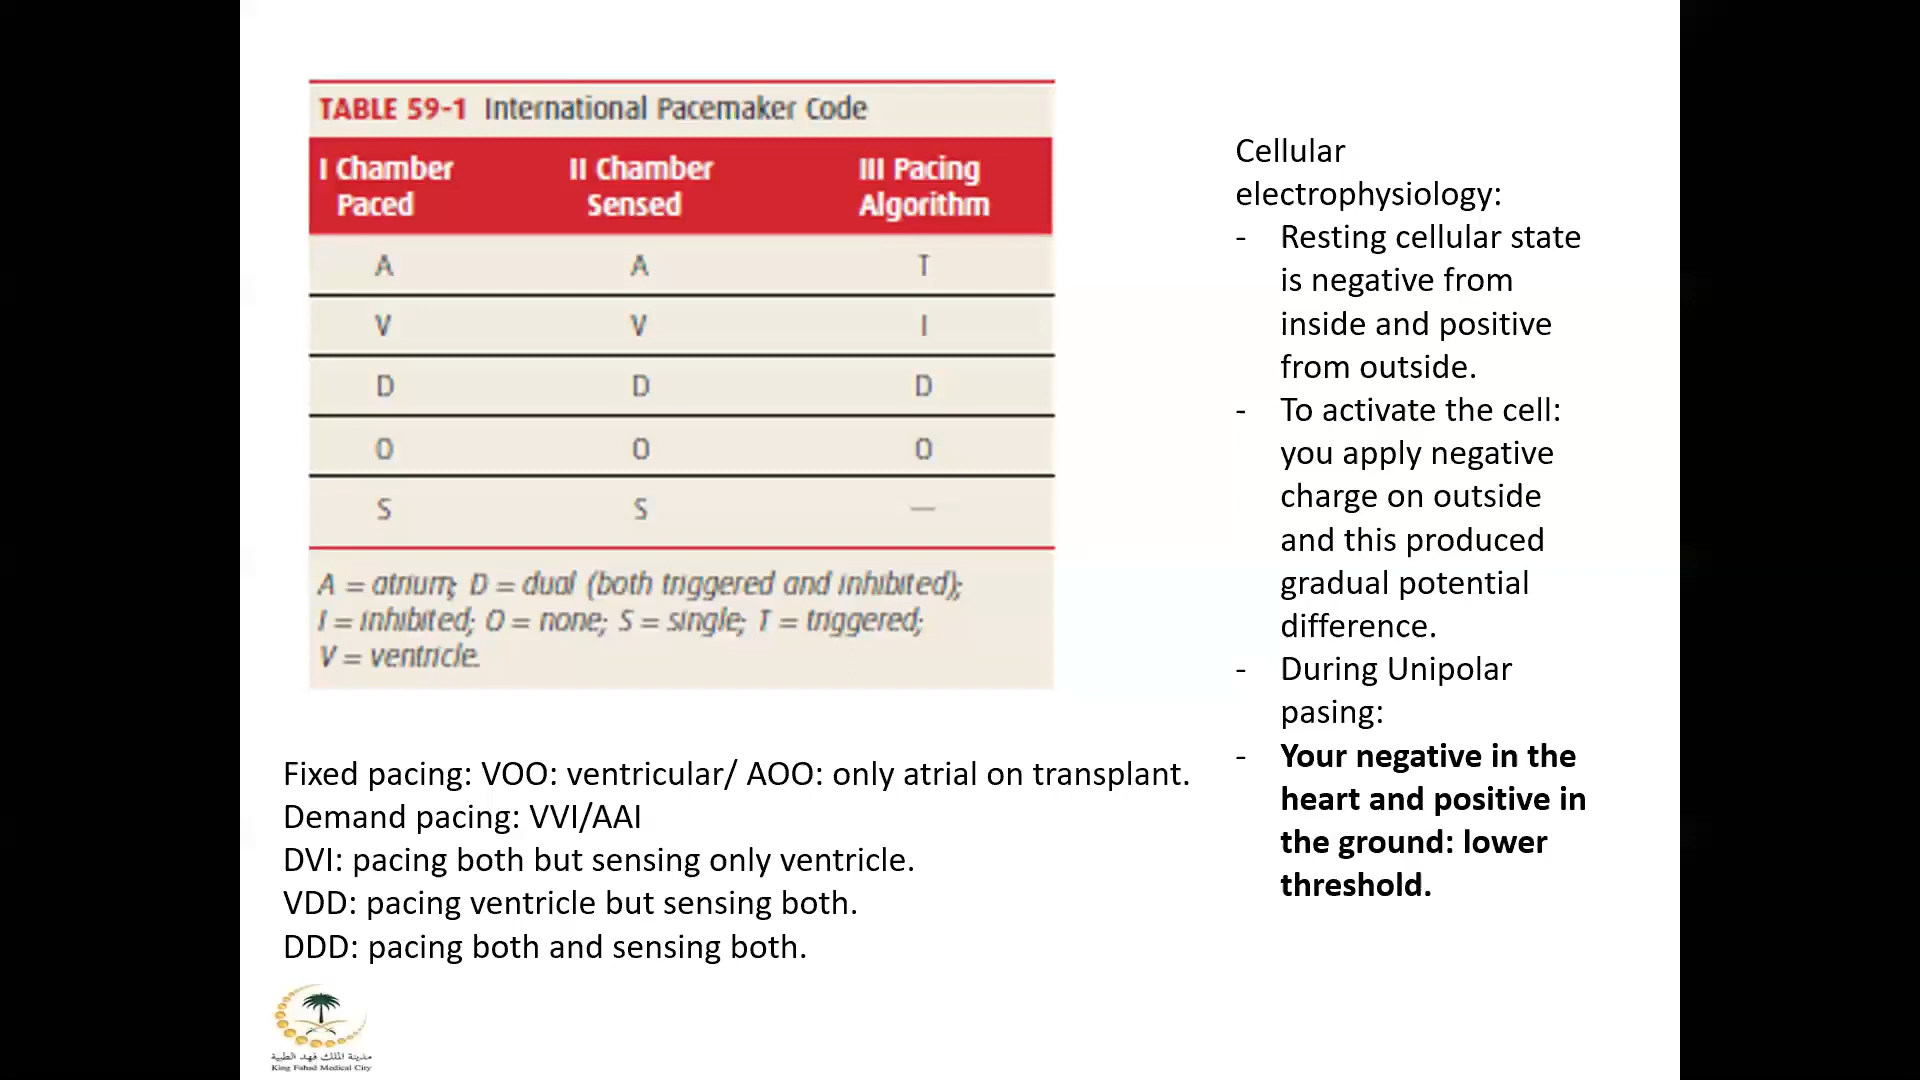 TABLE 59-1 International Pacemaker Code
I Chamber Paced II Chamber Sensed III Pacing Algorithm
A A T
V V I
D D D
O O O
S S —
A = atrium; D = dual (both triggered and inhibited);
I = inhibited; O = none; S = single; T = triggered;
V = ventricle.
Fixed pacing: VOO: ventricular/ AOO: only atrial on transplant.
Demand pacing: VVI/AAI
DVI: pacing both but sensing only ventricle.
VDD: pacing ventricle but sensing both.
DDD: pacing both and sensing both.
Cellular
electrophysiology:
- Resting cellular state
is negative from
inside and positive
from outside.
- To activate the cell:
you apply negative
charge on outside
and this produced
gradual potential
difference.
- During Unipolar
pasing:
- Your negative in the
heart and positive in
the ground: lower
threshold.
مدينة الملك فهد الطبية
King Fahad Medical City